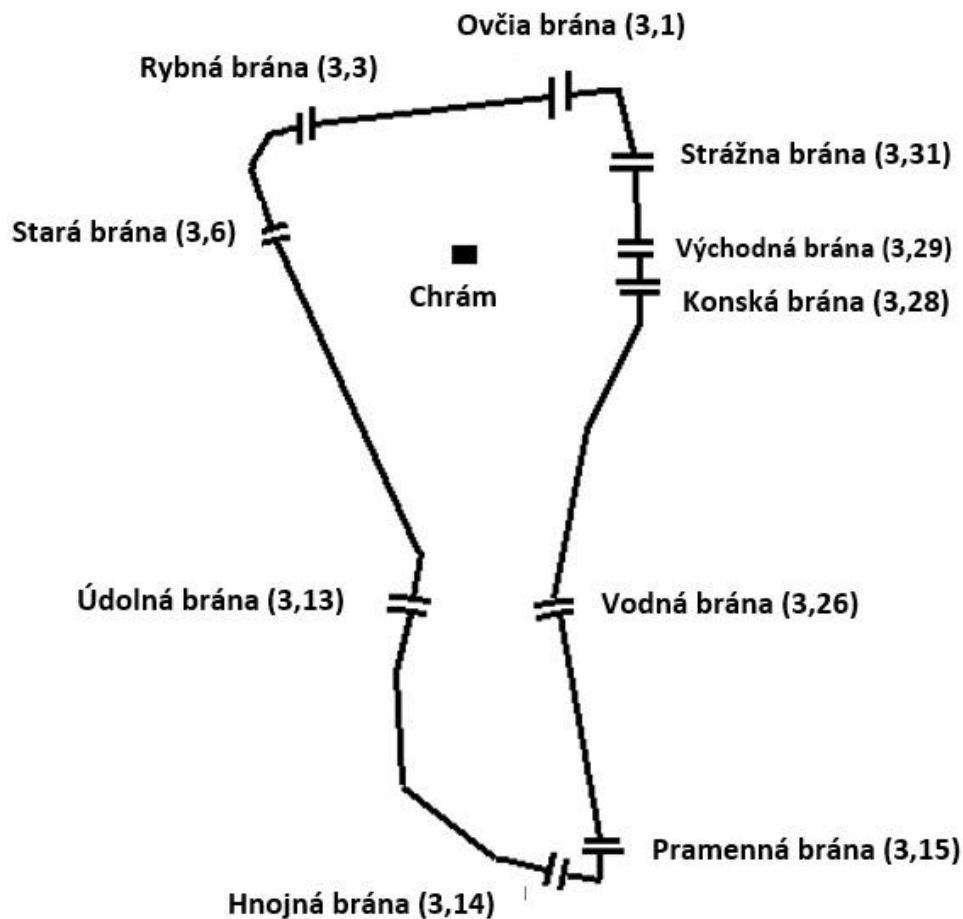 Ovčia brána (3,1)
Rybná brána (3,3)
Strážna brána (3,31)
Stará brána (3,6)
Východná brána (3,29)
Chrám
Konská brána (3,28)
Údolná brána (3,13)
Vodná brána (3,26)
Pramenná brána (3,15)
Hnojná brána (3,14)